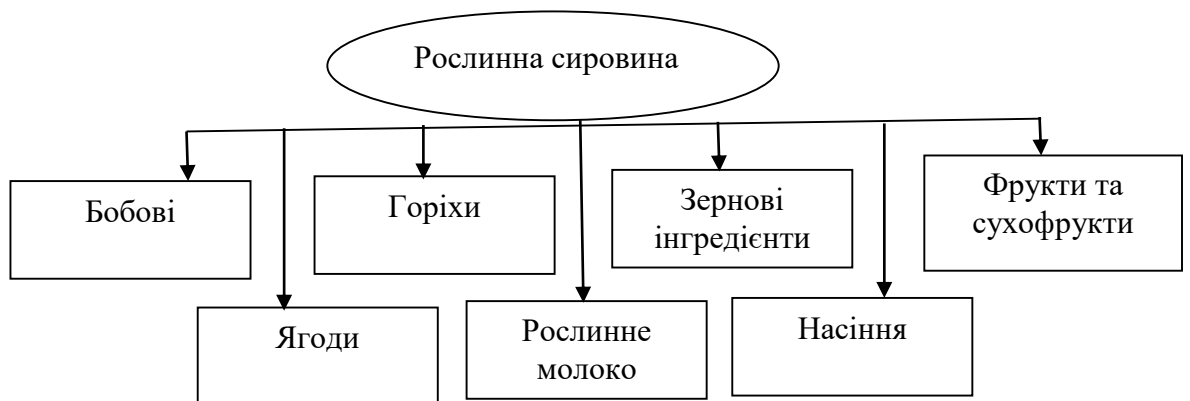 Рослинна сировина
Бобові
Горіхи
Зернові
інгредієнти
Фрукти та
сухофрукти
Ягоди
Рослинне
молоко
Насіння